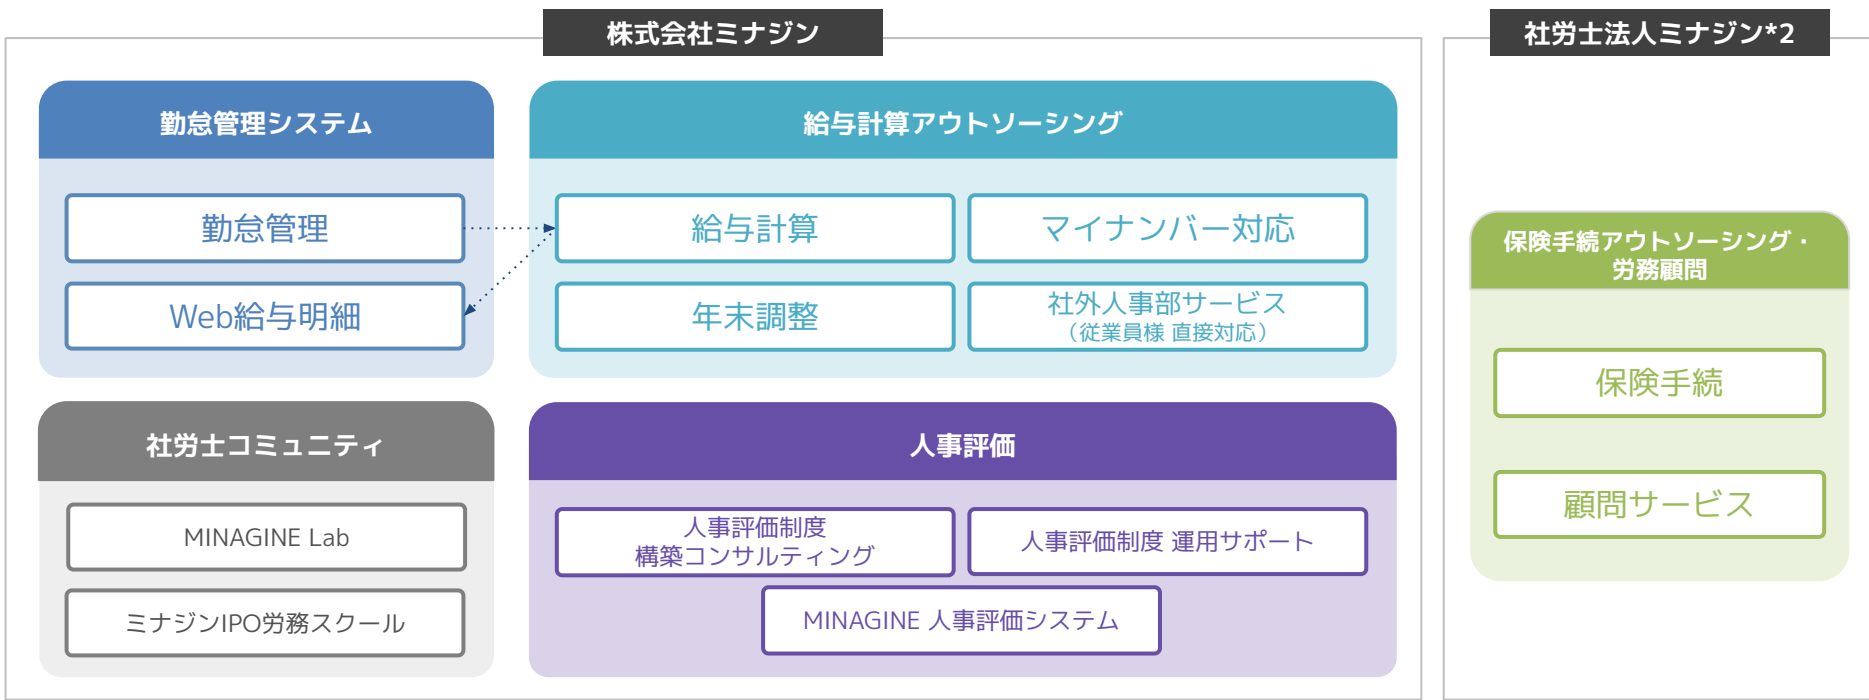 株式会社ミナジン
勤怠管理システム
勤怠管理
Web給与明細
給与計算アウトソーシング
給与計算
マイナンバー対応
年末調整
社外人事部サービス
（従業員様 直接対応）
社労士コミュニティ
MINAGINE Lab
ミナジンIPO労務スクール
人事評価
人事評価制度
構築コンサルティング
人事評価制度 運用サポート
MINAGINE 人事評価システム
社労士法人ミナジン*2
保険手続アウトソーシング・
労務顧問
保険手続
顧問サービス